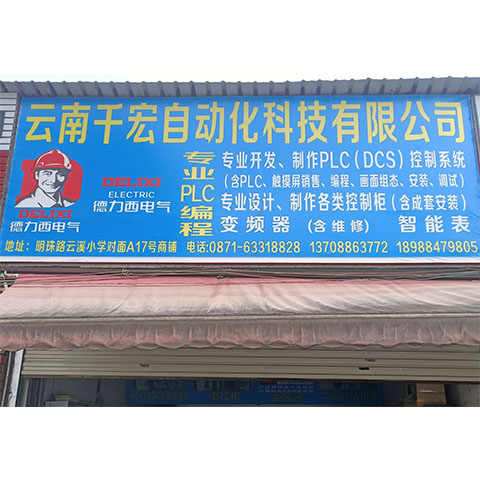 云南千宏自动化科技有限公司
DELIXI
德力西电气
DELIXI
ELECTRIC
德力西电气
专业PLC编程
专业开发、制作PLC(DCS)控制系统
(含PLC、触摸屏销售、编程、画面组态、安装、调试)
专业设计、制作各类控制柜(含成套安装)
变频器(含维修) 智能表
地址:明珠路云溪小学对面A17号商铺 电话:0871-63318828 13708863772 18988479805